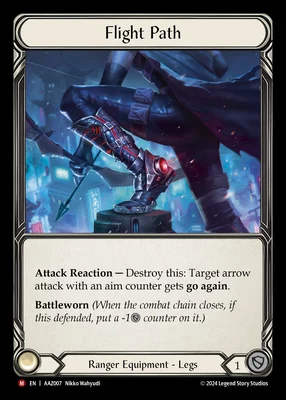 Flight Path
Attack Reaction — Destroy this: Target arrow
attack with an aim counter gets go again.
Battleworn (When the combat chain closes, if
this defended, put a -1 counter on it.)
Ranger Equipment - Legs
1
M EN | AAZ007 Nikko Wahyudi
© 2024 Legend Story Studios